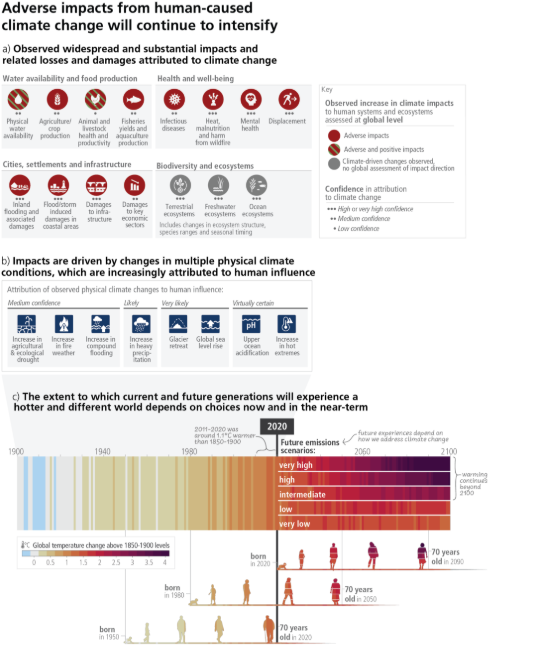 Adverse impacts from human-caused
climate change will continue to intensify
a) Observed widespread and substantial impacts and
related losses and damages attributed to climate change
Water availability and food production
Health and well-being
Key
Observed increase in climate impacts
to human systems and ecosystems
assessed at global level
Adverse impacts
Adverse and positive impacts
Climate-driven changes observed,
no global assessment of impact direction
Confidence in attribution
to climate change
••• High or very high confidence
•• Medium confidence
• Low confidence
••
Physical
water
availability
••
Agriculture/
crop
production
•
Animal and
livestock
health and
productivity
••
Fisheries
yields and
aquaculture
production
••
Infectious
diseases
•••
Heat,
malnutrition
and harm
from wildfire
•••
Mental
health
•••
Displacement
Cities, settlements and infrastructure
Biodiversity and ecosystems
•••
Inland
flooding and
associated
damages
•••
Flood/storm
induced
damages in
coastal areas
•••
Damages
to infra-
structure
••
Damages
to key
economic
sectors
•••
Terrestrial
ecosystems
•••
Freshwater
ecosystems
•••
Ocean
ecosystems
Includes changes in ecosystem structure,
species ranges and seasonal timing
b) Impacts are driven by changes in multiple physical climate
conditions, which are increasingly attributed to human influence
Attribution of observed physical climate changes to human influence:
Medium confidence
Likely
Very likely
Virtually certain
Increase in
agricultural
& ecological
drought
Increase
in fire
weather
Increase in
compound
flooding
Increase
in heavy
precip-
itation
Glacier
retreat
Global sea
level rise
pH
Upper
ocean
acidification
Increase
in hot
extremes
c) The extent to which current and future generations will experience a
hotter and different world depends on choices now and in the near-term
2011-2020 was
around 1.1°C warmer
than 1850-1900
2020
Future emissions
scenarios:
future experiences depend on
how we address climate change
1900
1940
1980
2060
2100
very high
high
intermediate
low
very low
warming
continues
beyond
2100
°C Global temperature change above 1850-1900 levels
0 0.5 1 1.5 2 2.5 3 3.5 4
born
in 2020
70 years
old in 2090
born
in 1980
70 years
old in 2050
born
in 1950
70 years
old in 2020